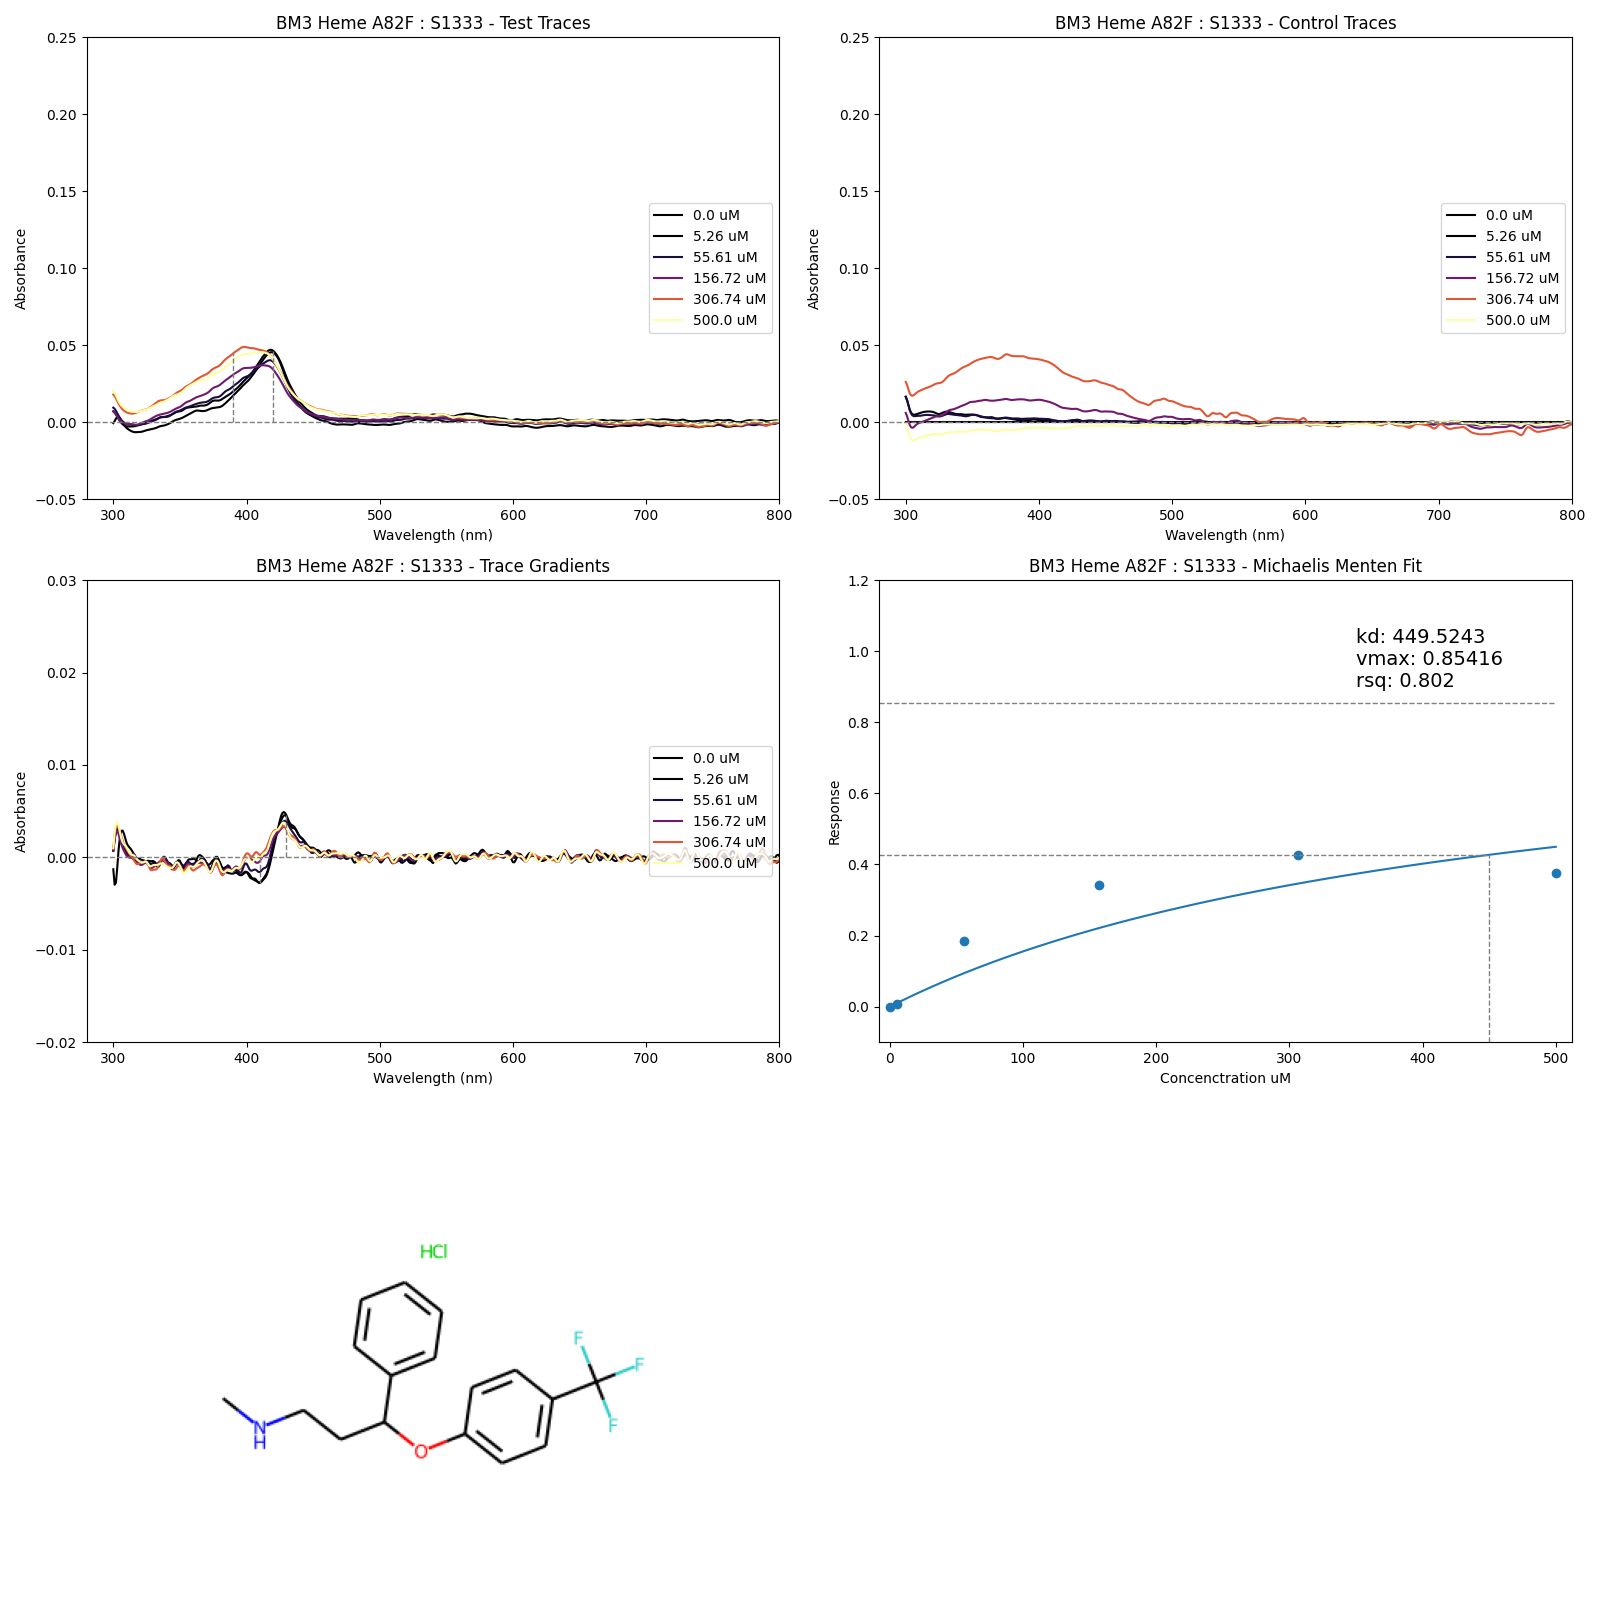 BM3 Heme A82F : S1333 - Test Traces
0.25
0.20
0.15
0.10
0.05
0.00
−0.05
Absorbance
300
400
500
600
700
800
Wavelength (nm)
0.0 uM
5.26 uM
55.61 uM
156.72 uM
306.74 uM
500.0 uM
BM3 Heme A82F : S1333 - Control Traces
0.25
0.20
0.15
0.10
0.05
0.00
−0.05
Absorbance
300
400
500
600
700
800
Wavelength (nm)
0.0 uM
5.26 uM
55.61 uM
156.72 uM
306.74 uM
500.0 uM
BM3 Heme A82F : S1333 - Trace Gradients
0.03
0.02
0.01
0.00
−0.01
−0.02
Absorbance
300
400
500
600
700
800
Wavelength (nm)
0.0 uM
5.26 uM
55.61 uM
156.72 uM
306.74 uM
500.0 uM
BM3 Heme A82F : S1333 - Michaelis Menten Fit
1.2
1.0
0.8
0.6
0.4
0.2
0.0
Response
kd: 449.5243
vmax: 0.85416
rsq: 0.802
0
100
200
300
400
500
Concenctration uM
HCl
F
F
F
N
H
O